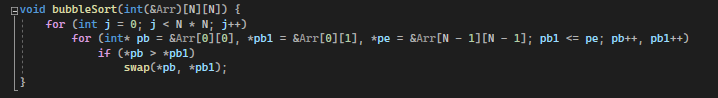 void bubbleSort(int(&Arr)[N][N]) {
for (int j = 0; j < N * N; j++)
for (int* pb = &Arr[0][0], *pb1 = &Arr[0][1], *pe = &Arr[N - 1][N - 1]; pb1 <= pe; pb++, pb1++)
if (*pb > *pb1)
swap(*pb, *pb1);
}